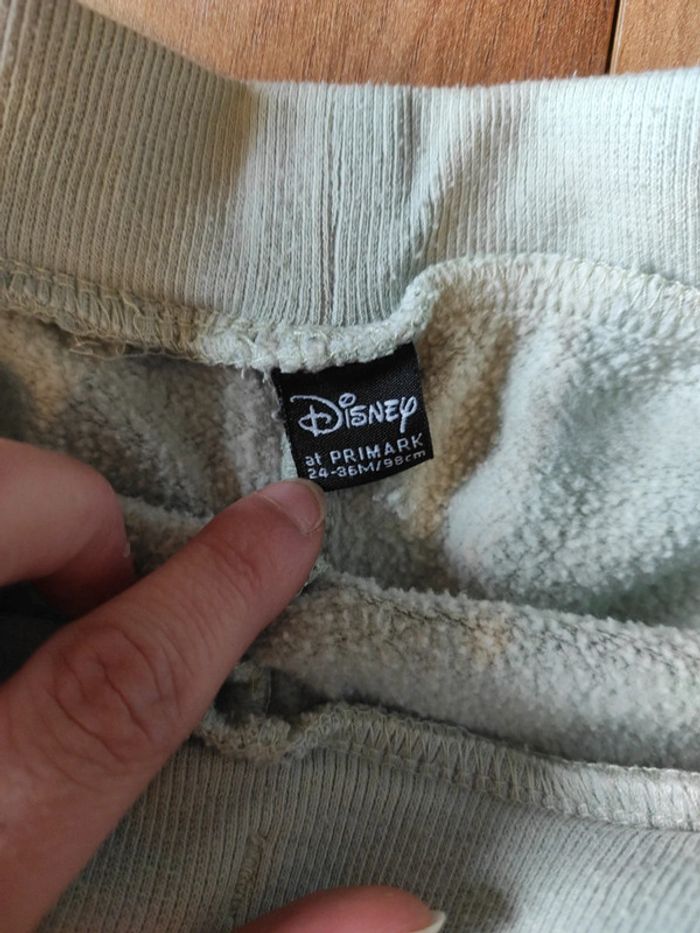 Disney
at PRIMARK
24-36M/98cm